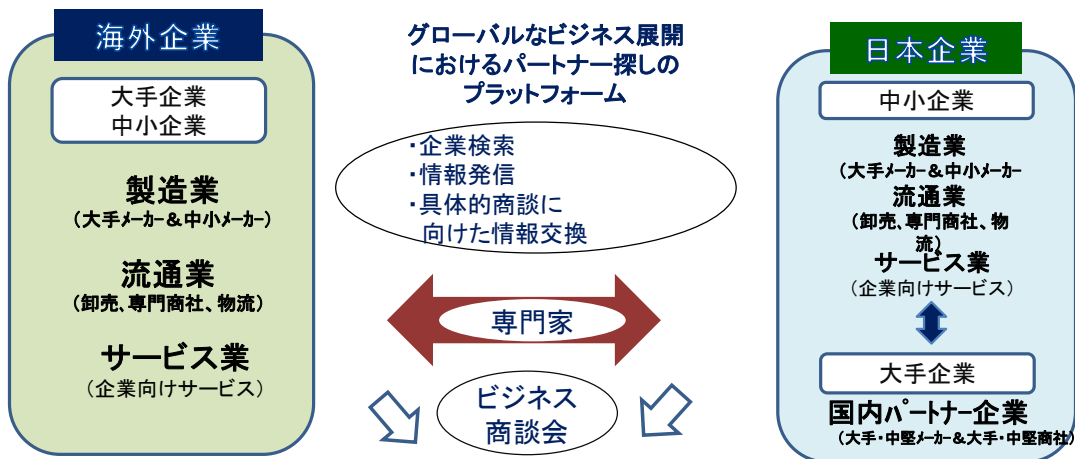 海外企業
大手企業
中小企業
製造業
(大手メーカー&中小メーカー)
流通業
(卸売、専門商社、物流)
サービス業
(企業向けサービス)
グローバルなビジネス展開
におけるパートナー探しの
プラットフォーム
・企業検索
・情報発信
・具体的商談に
向けた情報交換
専門家
ビジネス
商談会
日本企業
中小企業
製造業
(大手メーカー&中小メーカー
流通業
(卸売、専門商社、物
流)
サービス業
(企業向けサービス)
大手企業
国内パートナー企業
(大手・中堅メーカー&大手・中堅商社)